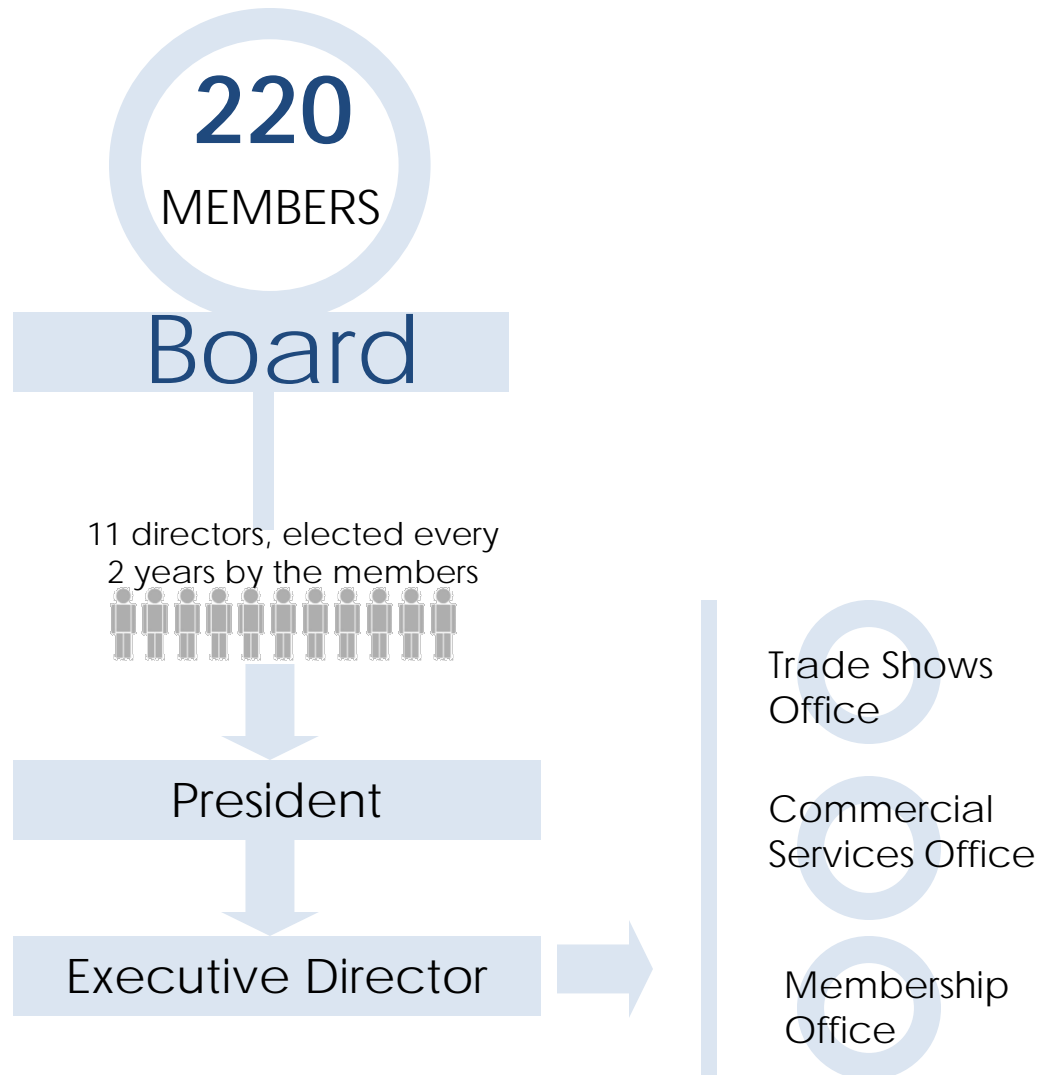 220
MEMBERS
Board
11 directors, elected every
2 years by the members
President
Executive Director
Trade Shows
Office
Commercial
Services Office
Membership
Office